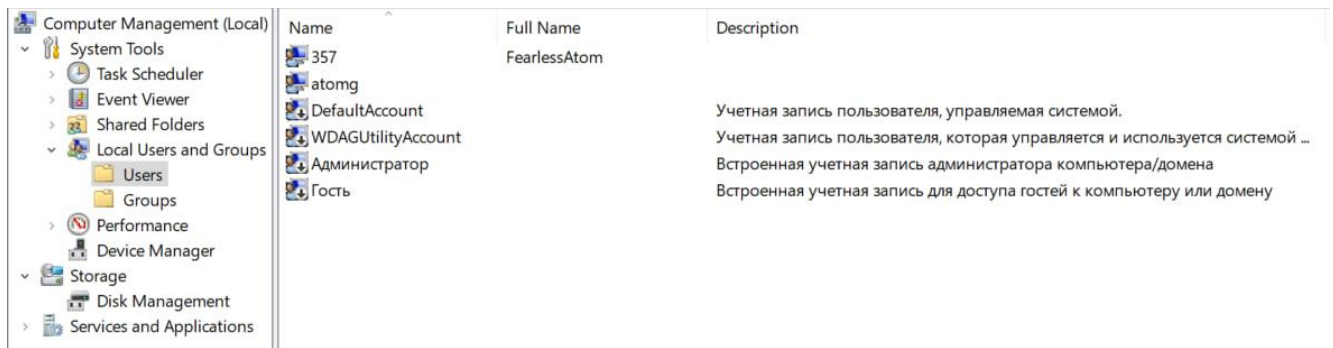 Computer Management (Local)
System Tools
Task Scheduler
Event Viewer
Shared Folders
Local Users and Groups
Users
Groups
Performance
Device Manager
Storage
Disk Management
Services and Applications
Name Full Name Description
357 FearlessAtom
atomg
DefaultAccount Учетная запись пользователя, управляемая системой.
WDAGUtilityAccount Учетная запись пользователя, которая управляется и используется системой ...
Администратор Встроенная учетная запись администратора компьютера/домена
Гость Встроенная учетная запись для доступа гостей к компьютеру или домену